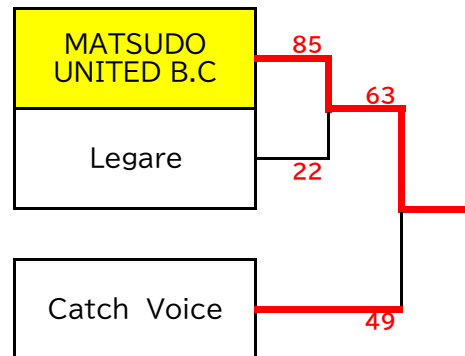 MATSUDO
UNITED B.C
85
63
Legare
22
Catch Voice
49